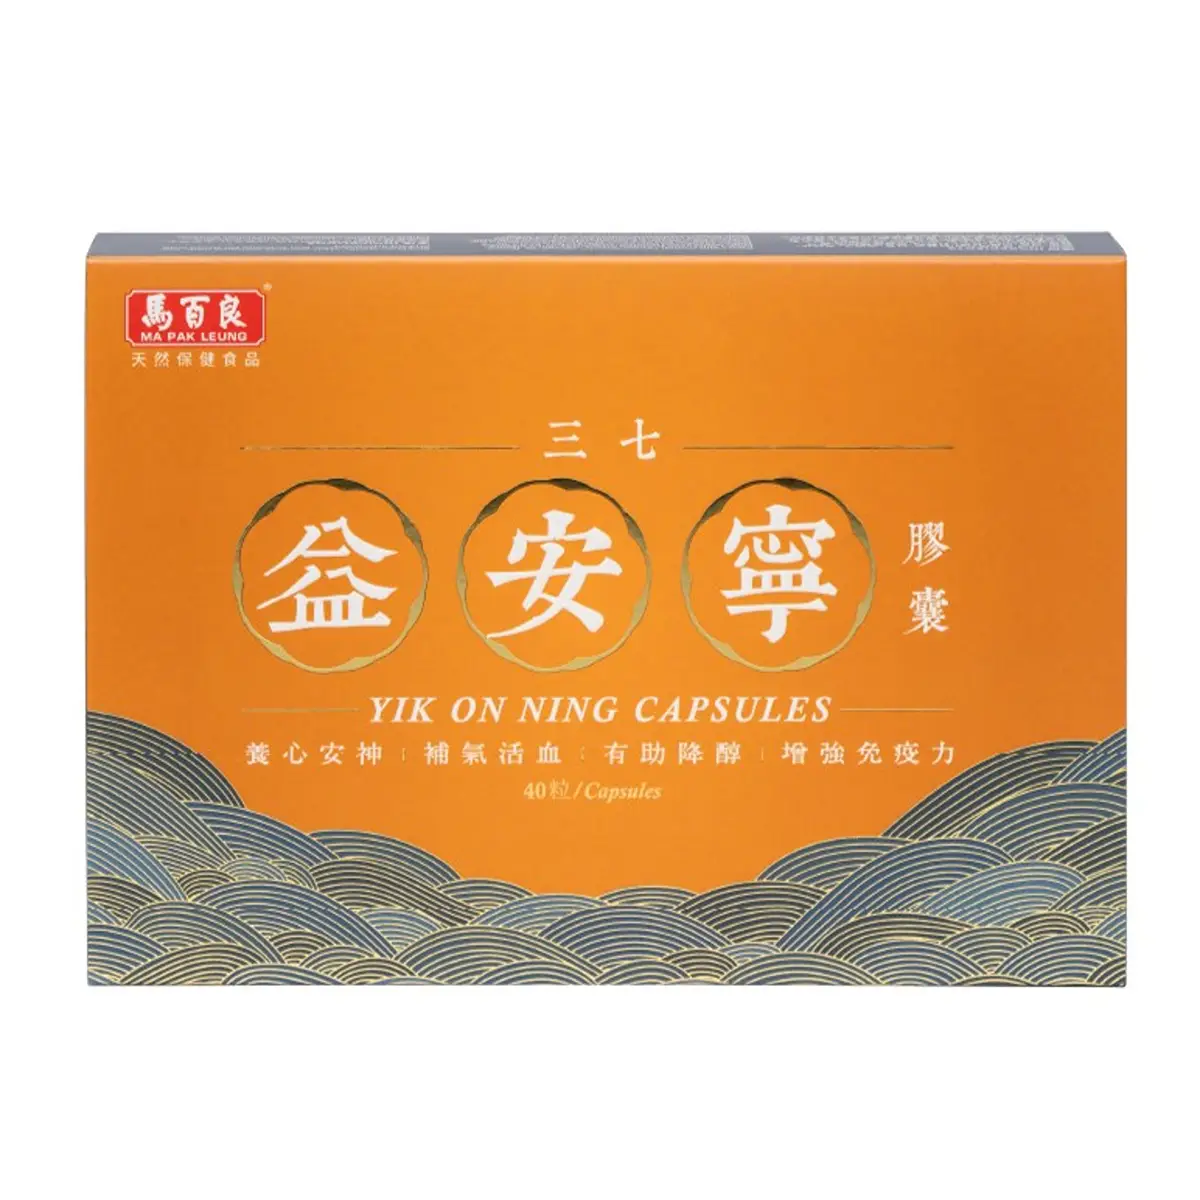 馬百良®
MA PAK LEUNG
天然保健食品
三七
益安寧
膠囊
YIK ON NING CAPSULES
養心安神 | 補氣活血 | 有助降醇 | 增強免疫力
40粒/Capsules